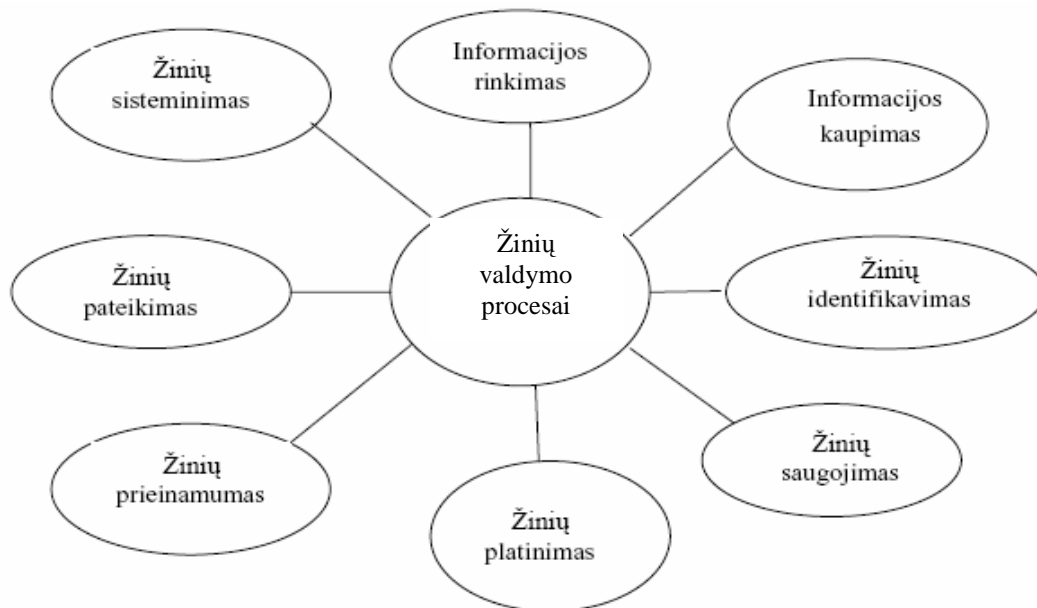 Žinių
sisteminimas
Informacijos
rinkimas
Informacijos
kaupimas
Žinių
valdymo
procesai
Žinių
pateikimas
Žinių
identifikavimas
Žinių
prieinamumas
Žinių
platinimas
Žinių
saugojimas